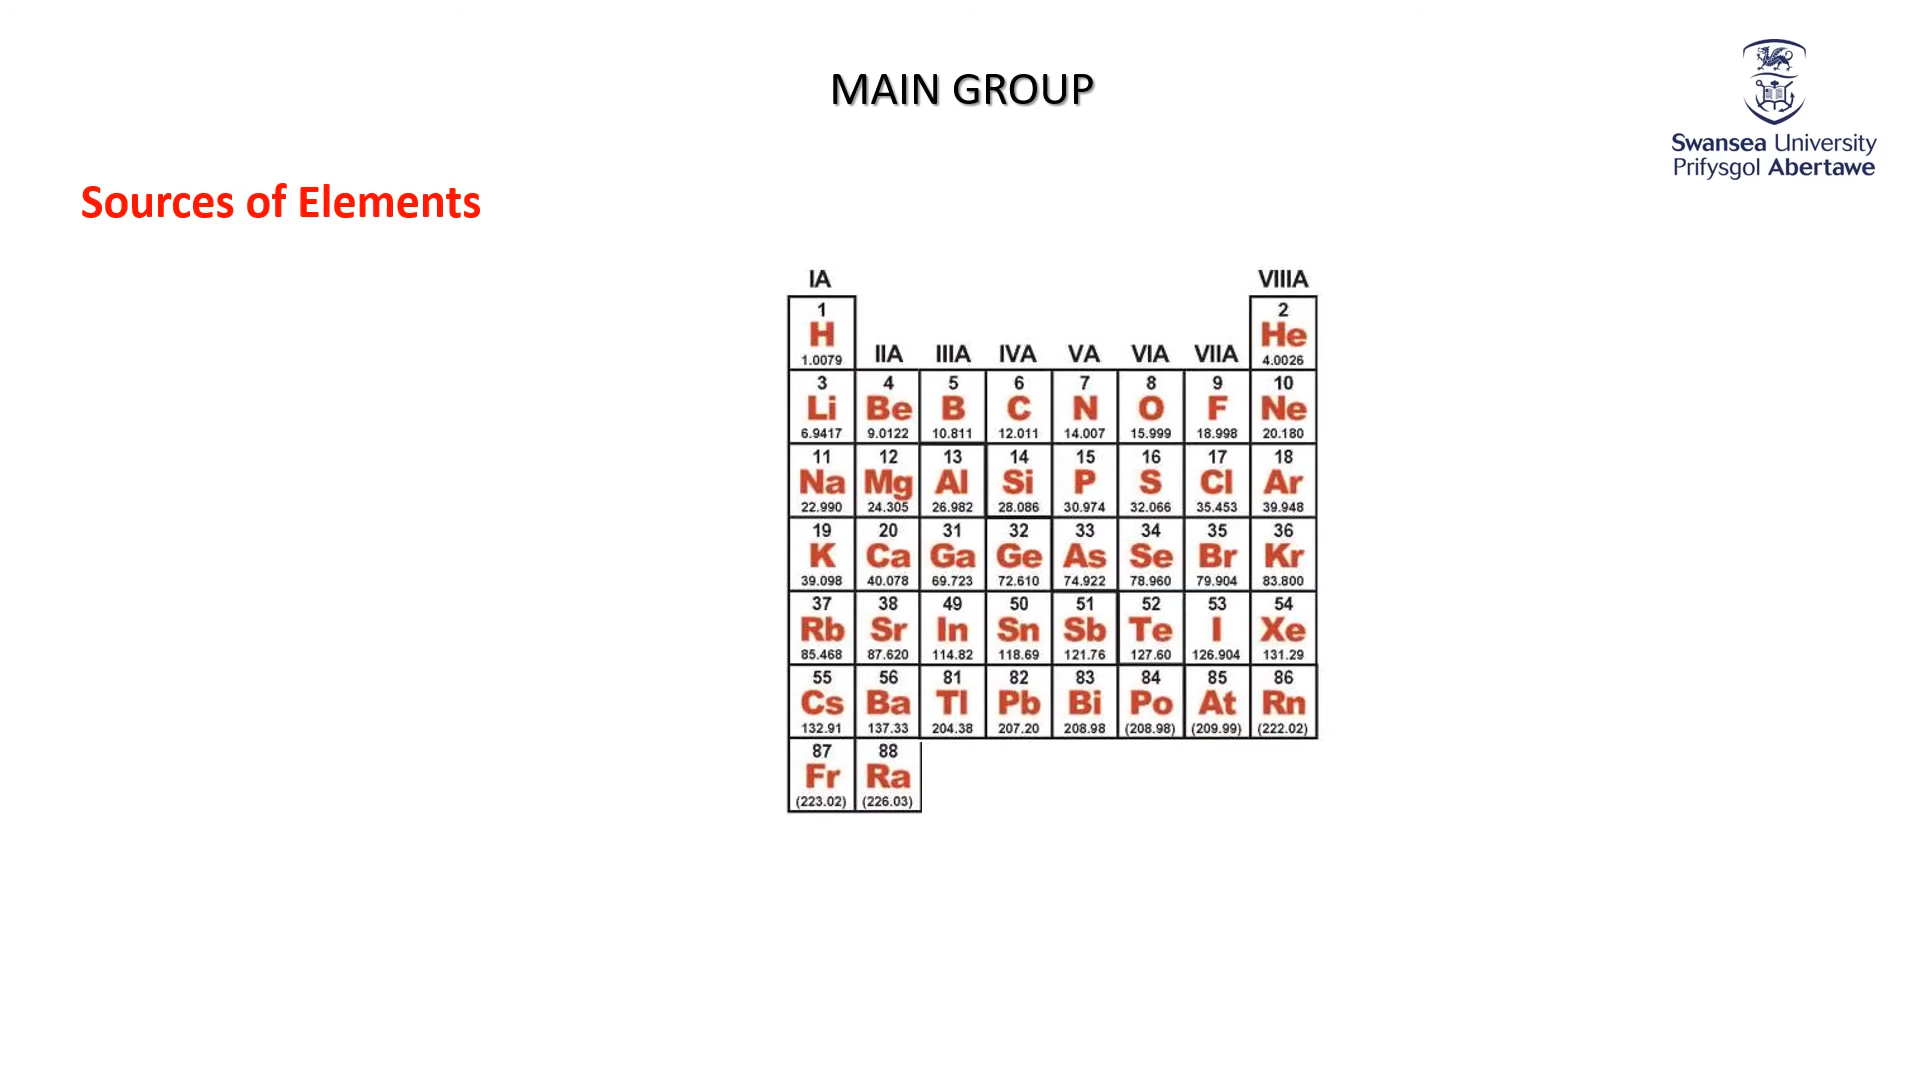 MAIN GROUP
Swansea University
Prifysgol Abertawe
Sources of Elements
IA VIIIA
1 2
H He
1.0079 IIA IIIA IVA VA VIA VIIA 4.0026
3 4 5 6 7 8 9 10
Li Be B C N O F Ne
6.9417 9.0122 10.811 12.011 14.007 15.999 18.998 20.180
11 12 13 14 15 16 17 18
Na Mg Al Si P S Cl Ar
22.990 24.305 26.982 28.086 30.974 32.066 35.453 39.948
19 20 31 32 33 34 35 36
K Ca Ga Ge As Se Br Kr
39.098 40.078 69.723 72.610 74.922 78.960 79.904 83.800
37 38 49 50 51 52 53 54
Rb Sr In Sn Sb Te I Xe
85.468 87.620 114.82 118.69 121.76 127.60 126.904 131.29
55 56 81 82 83 84 85 86
Cs Ba Tl Pb Bi Po At Rn
132.91 137.33 204.38 207.20 208.98 (208.98) (209.99) (222.02)
87 88
Fr Ra
(223.02) (226.03)